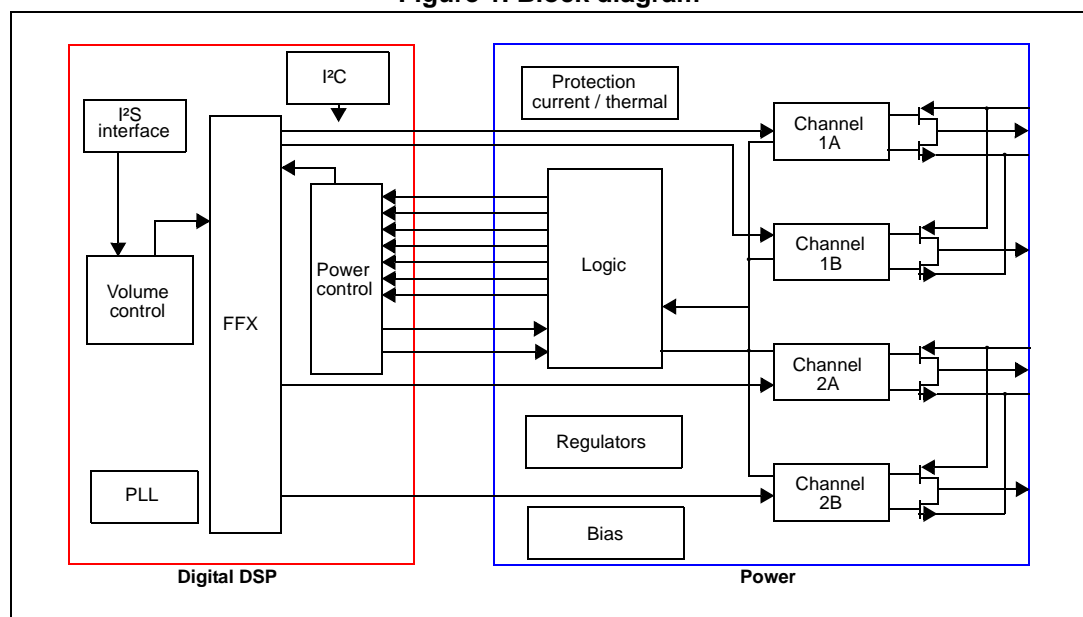 Figure 1. Block diagram
I²C
Protection
current / thermal
I²S
interface
Channel
1A
Channel
1B
Logic
Power
control
Volume
control
FFX
Channel
2A
Regulators
Channel
2B
PLL
Bias
Digital DSP
Power